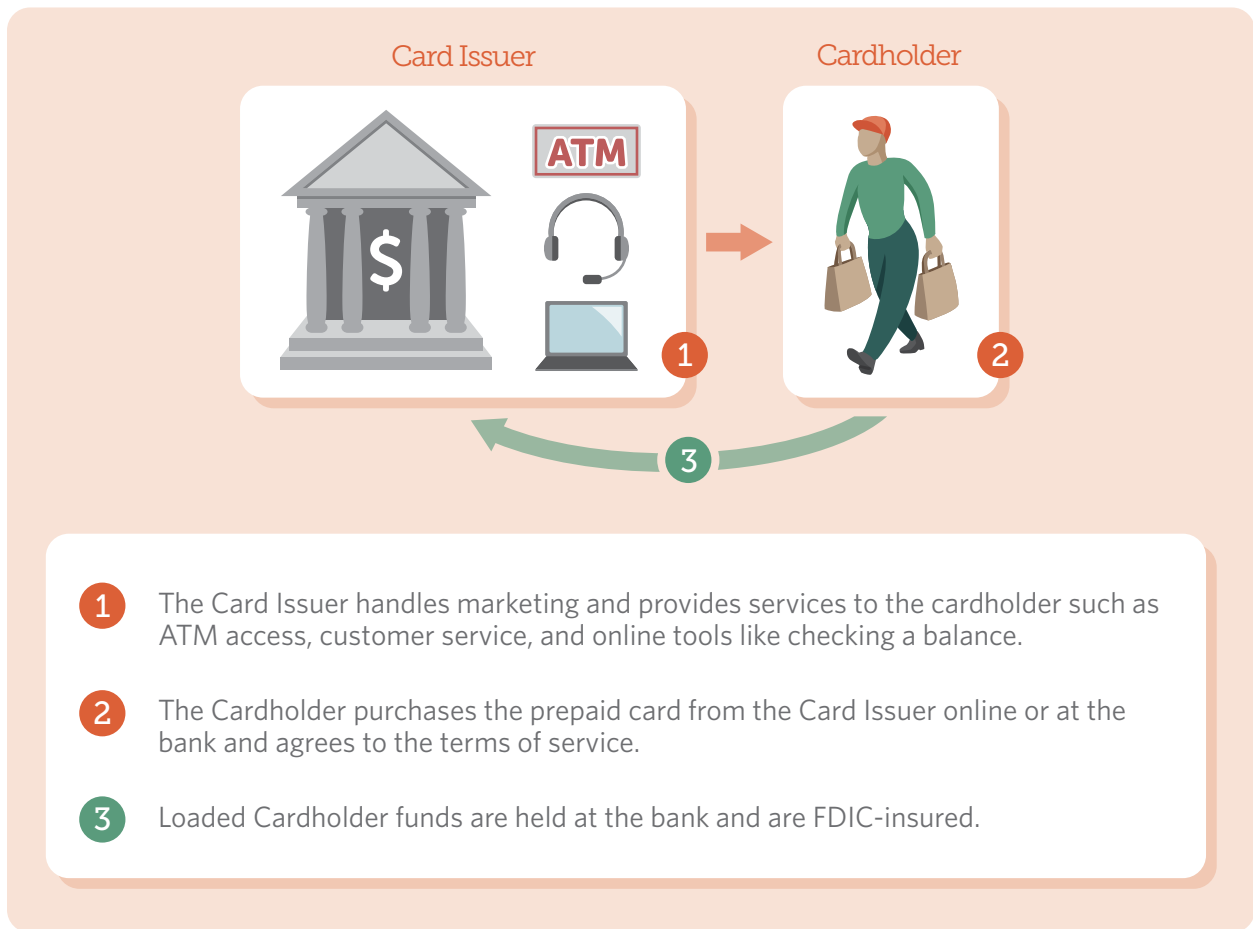 Card Issuer
Cardholder
ATM
$
1
2
3
1
The Card Issuer handles marketing and provides services to the cardholder such as
ATM access, customer service, and online tools like checking a balance.
2
The Cardholder purchases the prepaid card from the Card Issuer online or at the
bank and agrees to the terms of service.
3
Loaded Cardholder funds are held at the bank and are FDIC-insured.